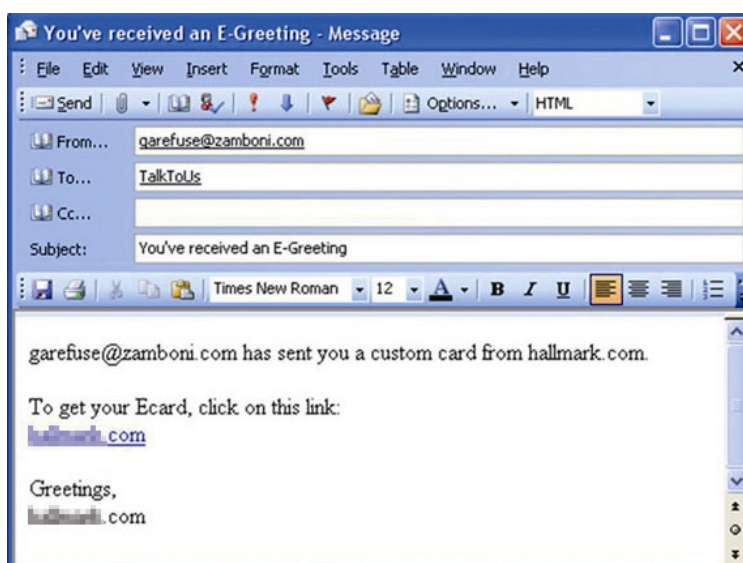 You've received an E-Greeting - Message
File Edit View Insert Format Tools Table Window Help
Send Options... HTML
From... garefuse@zamboni.com
To... TalkToUs
Cc...
Subject: You've received an E-Greeting
Times New Roman 12 A B I U
garefuse@zamboni.com has sent you a custom card from hallmark.com.
To get your Ecard, click on this link:
.com
Greetings,
.com